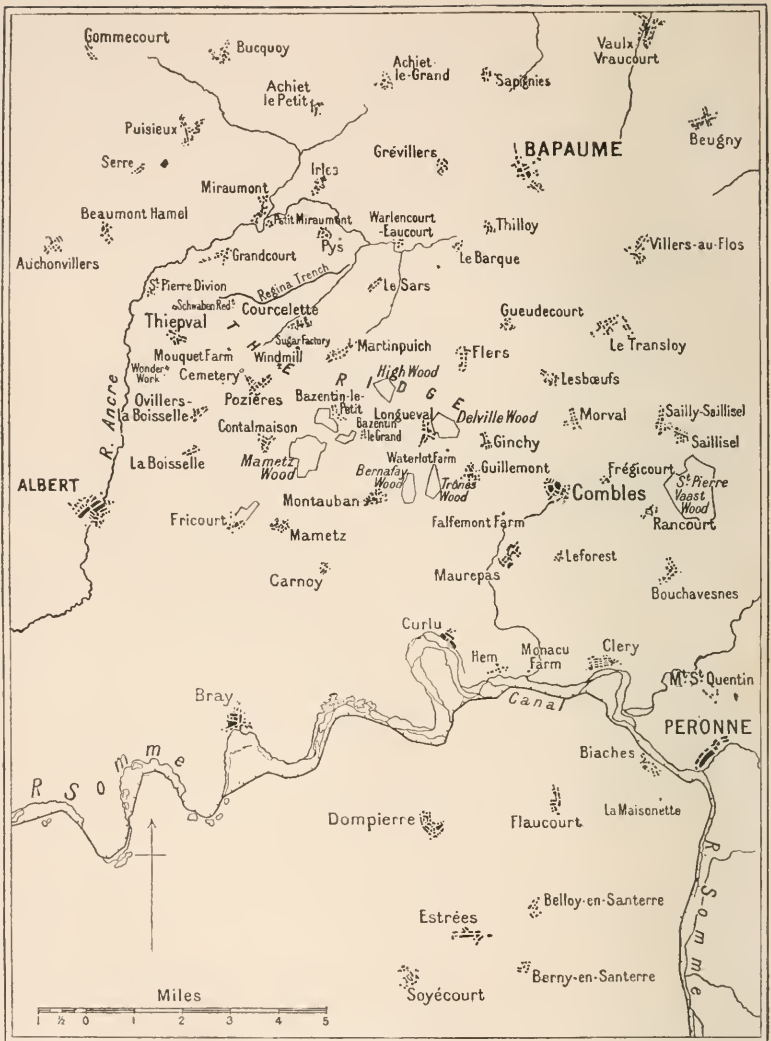 Gommecourt
Bucquoy
Achiet-
le-Grand
Sapignies
Vaulx
Vraucourt
Achiet
le Petit
Puisieux
Serre
Irles
Grévillers
BAPAUME
Beugny
Miraumont
Petit Miraumont
Beaumont Hamel
Auchonvillers
Grandcourt
Pys
Warlencourt
-Eaucourt
Thilloy
Le Barque
Villers-au-Flos
St Pierre Divion
Regina Trench
Schwaben Redt
Le Sars
Courcelette
Thiepval
Gueudecourt
Le Transloy
Sugar Factory
Mouquet Farm
Windmill
Martinpuich
Flers
Wonder
Work
Cemetery
THE RIDGE
High Wood
Lesbœufs
Pozières
Bazentin-le-
Petit
Ovillers-
la Boisselle
Longueval
Delville Wood
Morval
Sailly-Saillisel
Saillisel
Contalmaison
Bazentin
le Grand
Ginchy
La Boisselle
Mametz
Wood
Waterlot Farm
Bernafay
Wood
Trônes
Wood
Guillemont
Frégicourt
St Pierre
Vaast
Wood
R. Ancre
ALBERT
Montauban
Combles
Rancourt
Fricourt
Mametz
Falfemont Farm
Carnoy
Maurepas
Leforest
Bouchavesnes
Curlu
Hem
Monacu
Farm
Clery
Mt St Quentin
Canal
Bray
PERONNE
R Somme
Biaches
Dompierre
Flaucourt
La Maisonette
R. Somme
Belloy-en-Santerre
Estrées
Berny-en-Santerre
Soyécourt
Miles
1 ½ 0 1 2 3 4 5